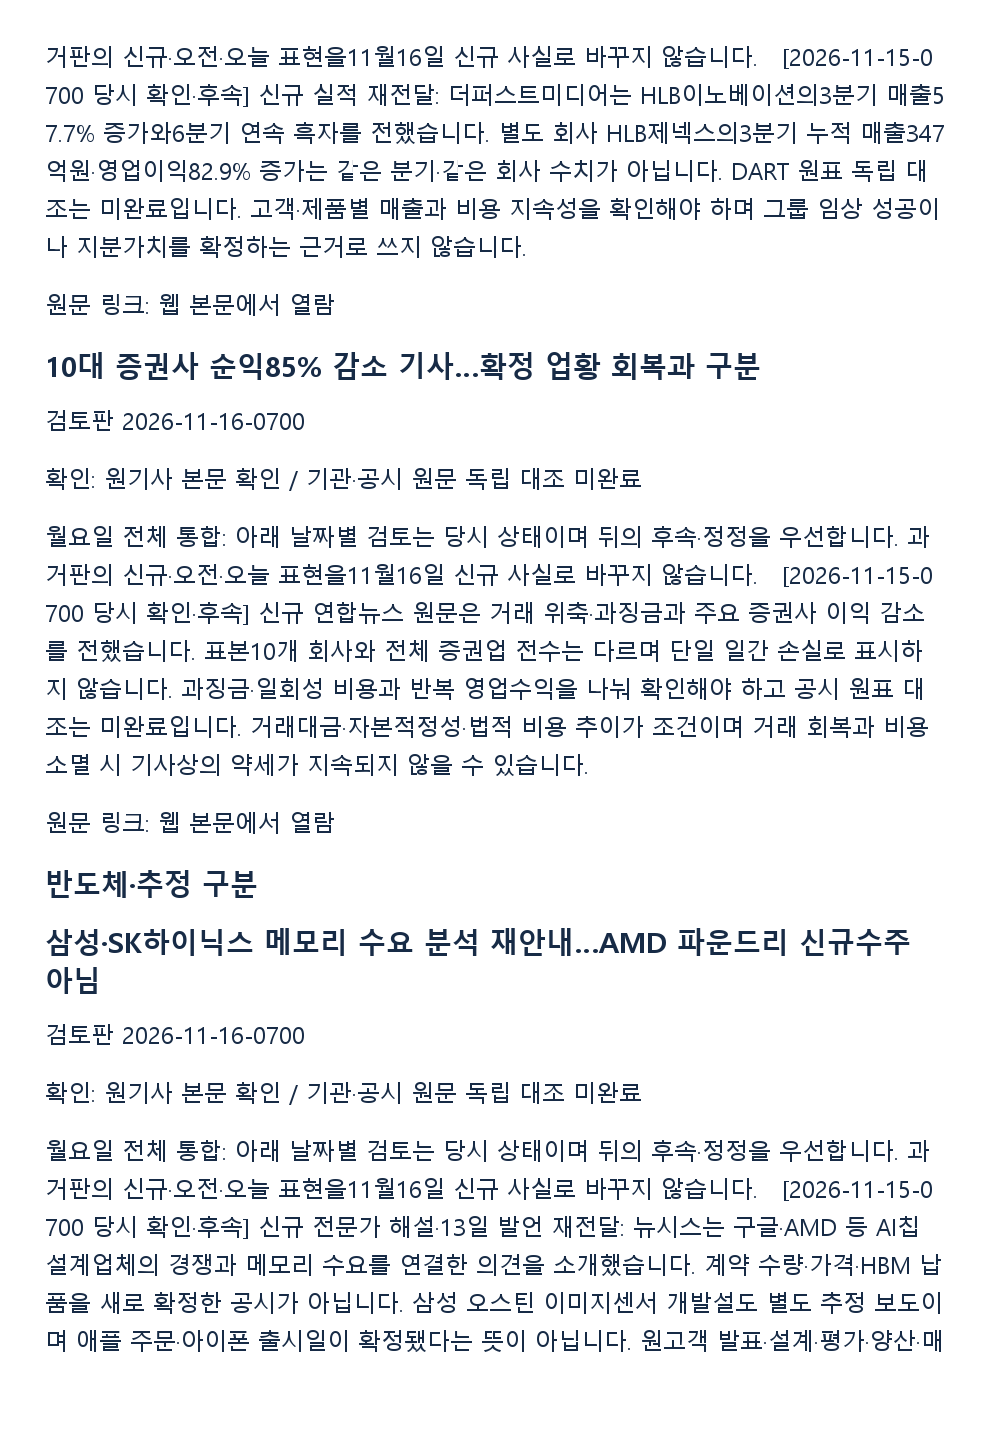 거판의 신규·오전·오늘 표현을11월16일 신규 사실로 바꾸지 않습니다. [2026-11-15-0
700 당시 확인·후속] 신규 실적 재전달: 더퍼스트미디어는 HLB이노베이션의3분기 매출5
7.7% 증가와6분기 연속 흑자를 전했습니다. 별도 회사 HLB제넥스의3분기 누적 매출347
억원·영업이익82.9% 증가는 같은 분기·같은 회사 수치가 아닙니다. DART 원표 독립 대
조는 미완료입니다. 고객·제품별 매출과 비용 지속성을 확인해야 하며 그룹 임상 성공이
나 지분가치를 확정하는 근거로 쓰지 않습니다.
원문 링크: 웹 본문에서 열람
10대 증권사 순익85% 감소 기사…확정 업황 회복과 구분
검토판 2026-11-16-0700
확인: 원기사 본문 확인 / 기관·공시 원문 독립 대조 미완료
월요일 전체 통합: 아래 날짜별 검토는 당시 상태이며 뒤의 후속·정정을 우선합니다. 과
거판의 신규·오전·오늘 표현을11월16일 신규 사실로 바꾸지 않습니다. [2026-11-15-0
700 당시 확인·후속] 신규 연합뉴스 원문은 거래 위축·과징금과 주요 증권사 이익 감소
를 전했습니다. 표본10개 회사와 전체 증권업 전수는 다르며 단일 일간 손실로 표시하
지 않습니다. 과징금·일회성 비용과 반복 영업수익을 나눠 확인해야 하고 공시 원표 대
조는 미완료입니다. 거래대금·자본적정성·법적 비용 추이가 조건이며 거래 회복과 비용
소멸 시 기사상의 약세가 지속되지 않을 수 있습니다.
원문 링크: 웹 본문에서 열람
반도체·추정 구분
삼성·SK하이닉스 메모리 수요 분석 재안내…AMD 파운드리 신규수주
아님
검토판 2026-11-16-0700
확인: 원기사 본문 확인 / 기관·공시 원문 독립 대조 미완료
월요일 전체 통합: 아래 날짜별 검토는 당시 상태이며 뒤의 후속·정정을 우선합니다. 과
거판의 신규·오전·오늘 표현을11월16일 신규 사실로 바꾸지 않습니다. [2026-11-15-0
700 당시 확인·후속] 신규 전문가 해설·13일 발언 재전달: 뉴시스는 구글·AMD 등 AI칩
설계업체의 경쟁과 메모리 수요를 연결한 의견을 소개했습니다. 계약 수량·가격·HBM 납
품을 새로 확정한 공시가 아닙니다. 삼성 오스틴 이미지센서 개발설도 별도 추정 보도이
며 애플 주문·아이폰 출시일이 확정됐다는 뜻이 아닙니다. 원고객 발표·설계·평가·양산·매